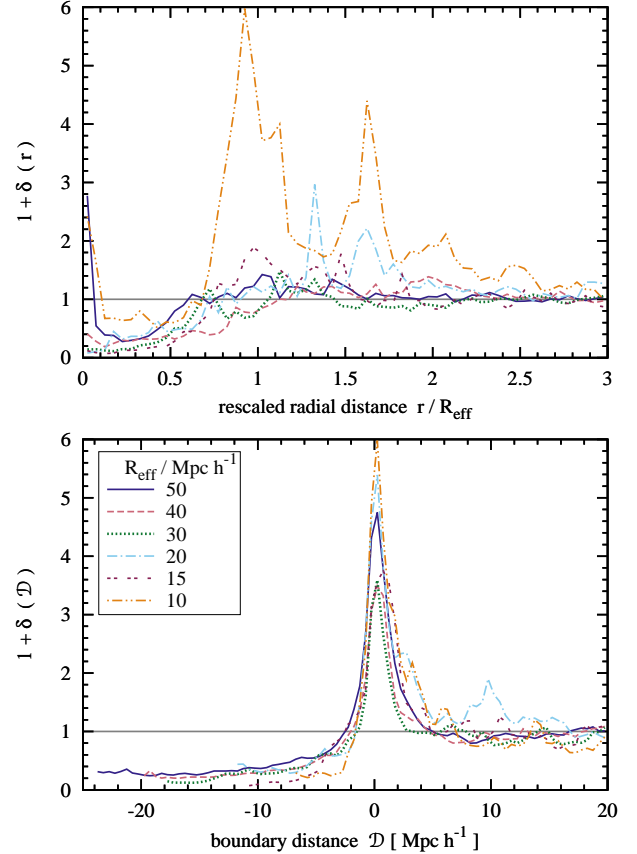 6
5
4
3
2
1
0
1 + δ ( r )
0 0.5 1 1.5 2 2.5 3
rescaled radial distance r / R_eff
6
5
4
3
2
1
0
1 + δ ( 𝒟 )
R_eff / Mpc h⁻¹
50
40
30
20
15
10
-20 -10 0 10 20
boundary distance 𝒟 [ Mpc h⁻¹ ]